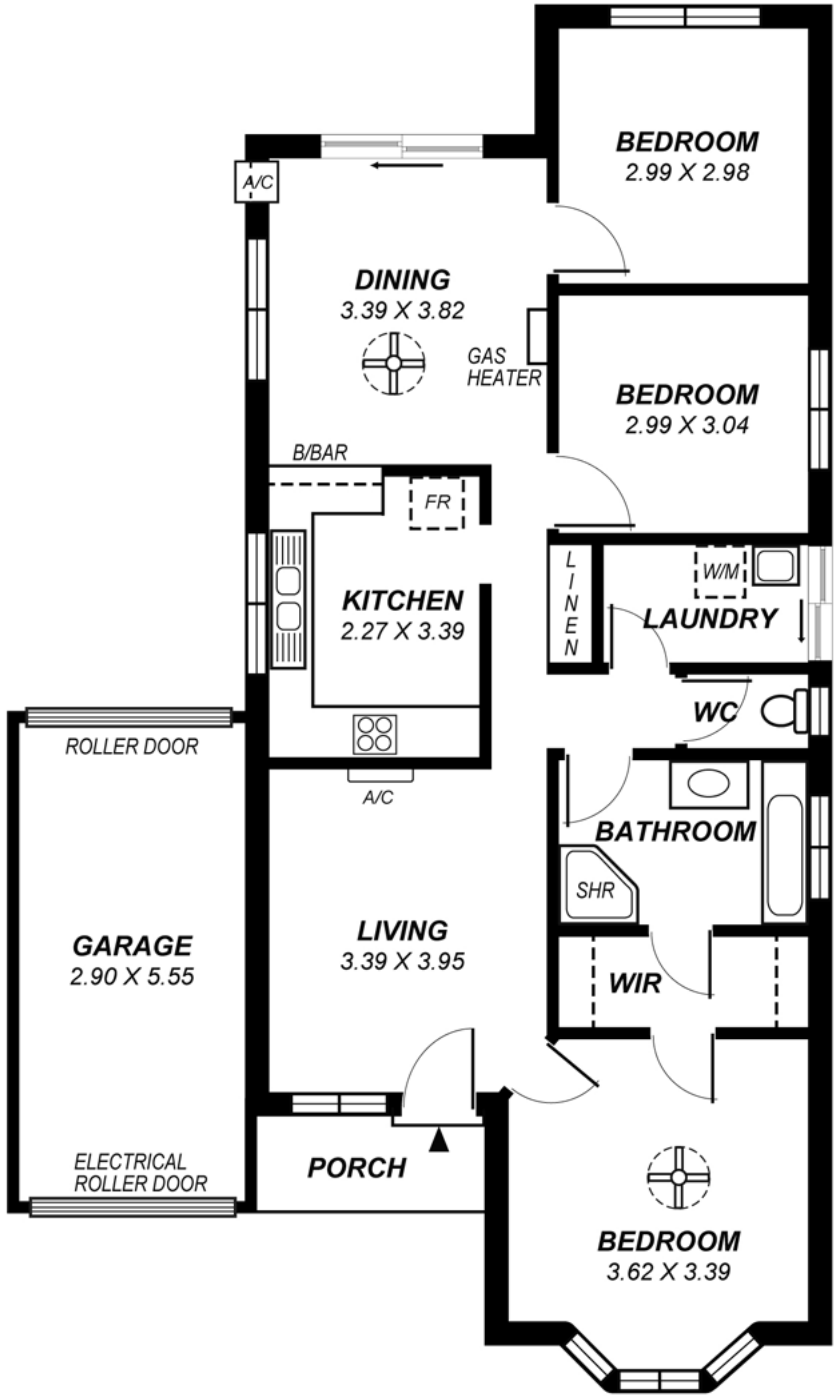 BEDROOM
2.99 X 2.98
A/C
DINING
3.39 X 3.82
GAS
HEATER
BEDROOM
2.99 X 3.04
B/BAR
FR
KITCHEN
2.27 X 3.39
LINEN
W/M
LAUNDRY
WC
ROLLER DOOR
A/C
BATHROOM
SHR
GARAGE
2.90 X 5.55
LIVING
3.39 X 3.95
WIR
ELECTRICAL
ROLLER DOOR
PORCH
BEDROOM
3.62 X 3.39